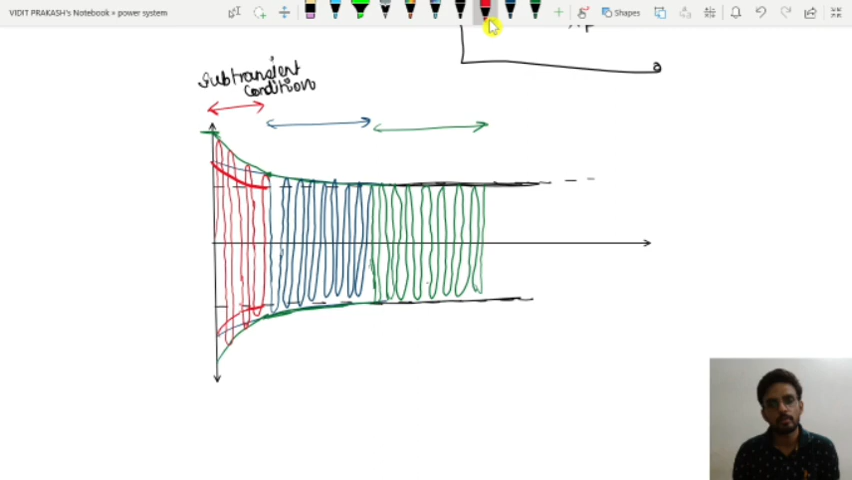 VIDIT PRAKASH's Notebook » power system
Shapes
Subtransient
condition